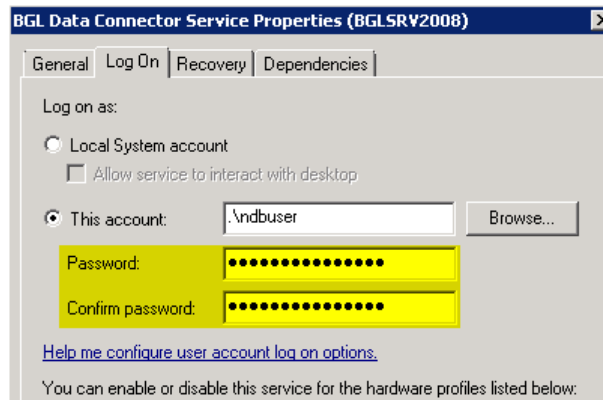 BGL Data Connector Service Properties (BGLSRV2008)
General Log On Recovery Dependencies
Log on as:
Local System account
Allow service to interact with desktop
This account: .\ndbuser Browse...
Password: •••••••••••••••
Confirm password: •••••••••••••••
Help me configure user account log on options.
You can enable or disable this service for the hardware profiles listed below: